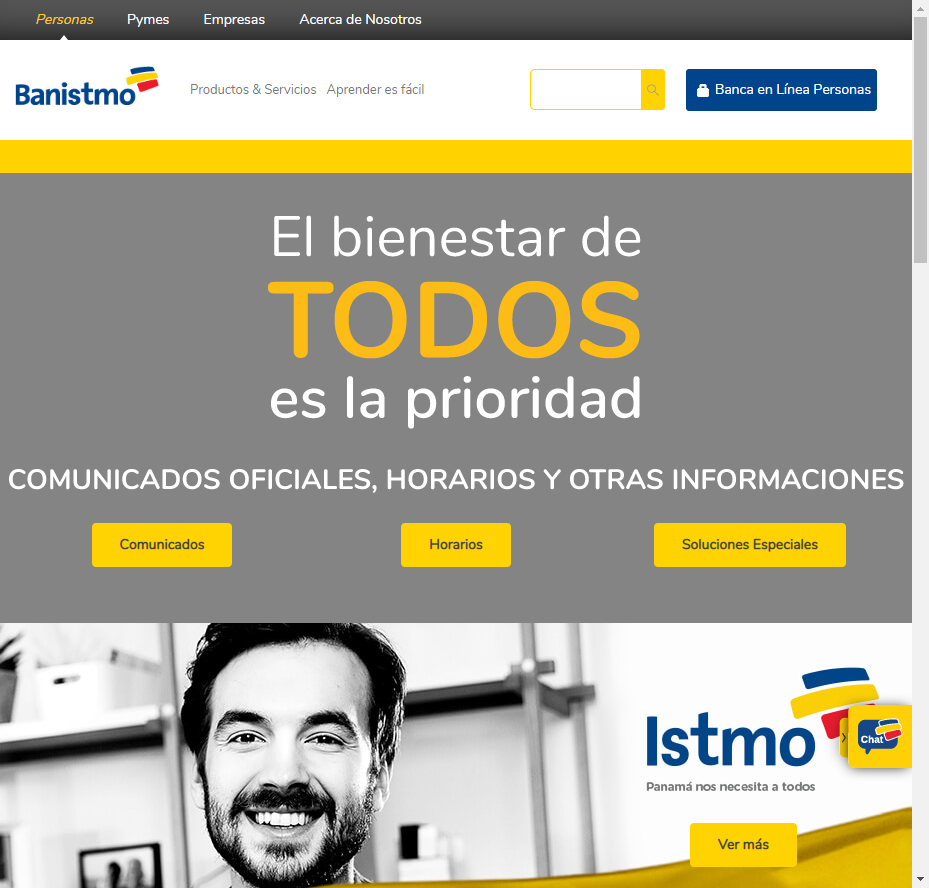 Personas Pymes Empresas Acerca de Nosotros
Banistmo Productos & Servicios Aprender es fácil Banca en Línea Personas
El bienestar de
TODOS
es la prioridad
COMUNICADOS OFICIALES, HORARIOS Y OTRAS INFORMACIONES
Comunicados Horarios Soluciones Especiales
Istmo
Chat
Panamá nos necesita a todos
Ver más